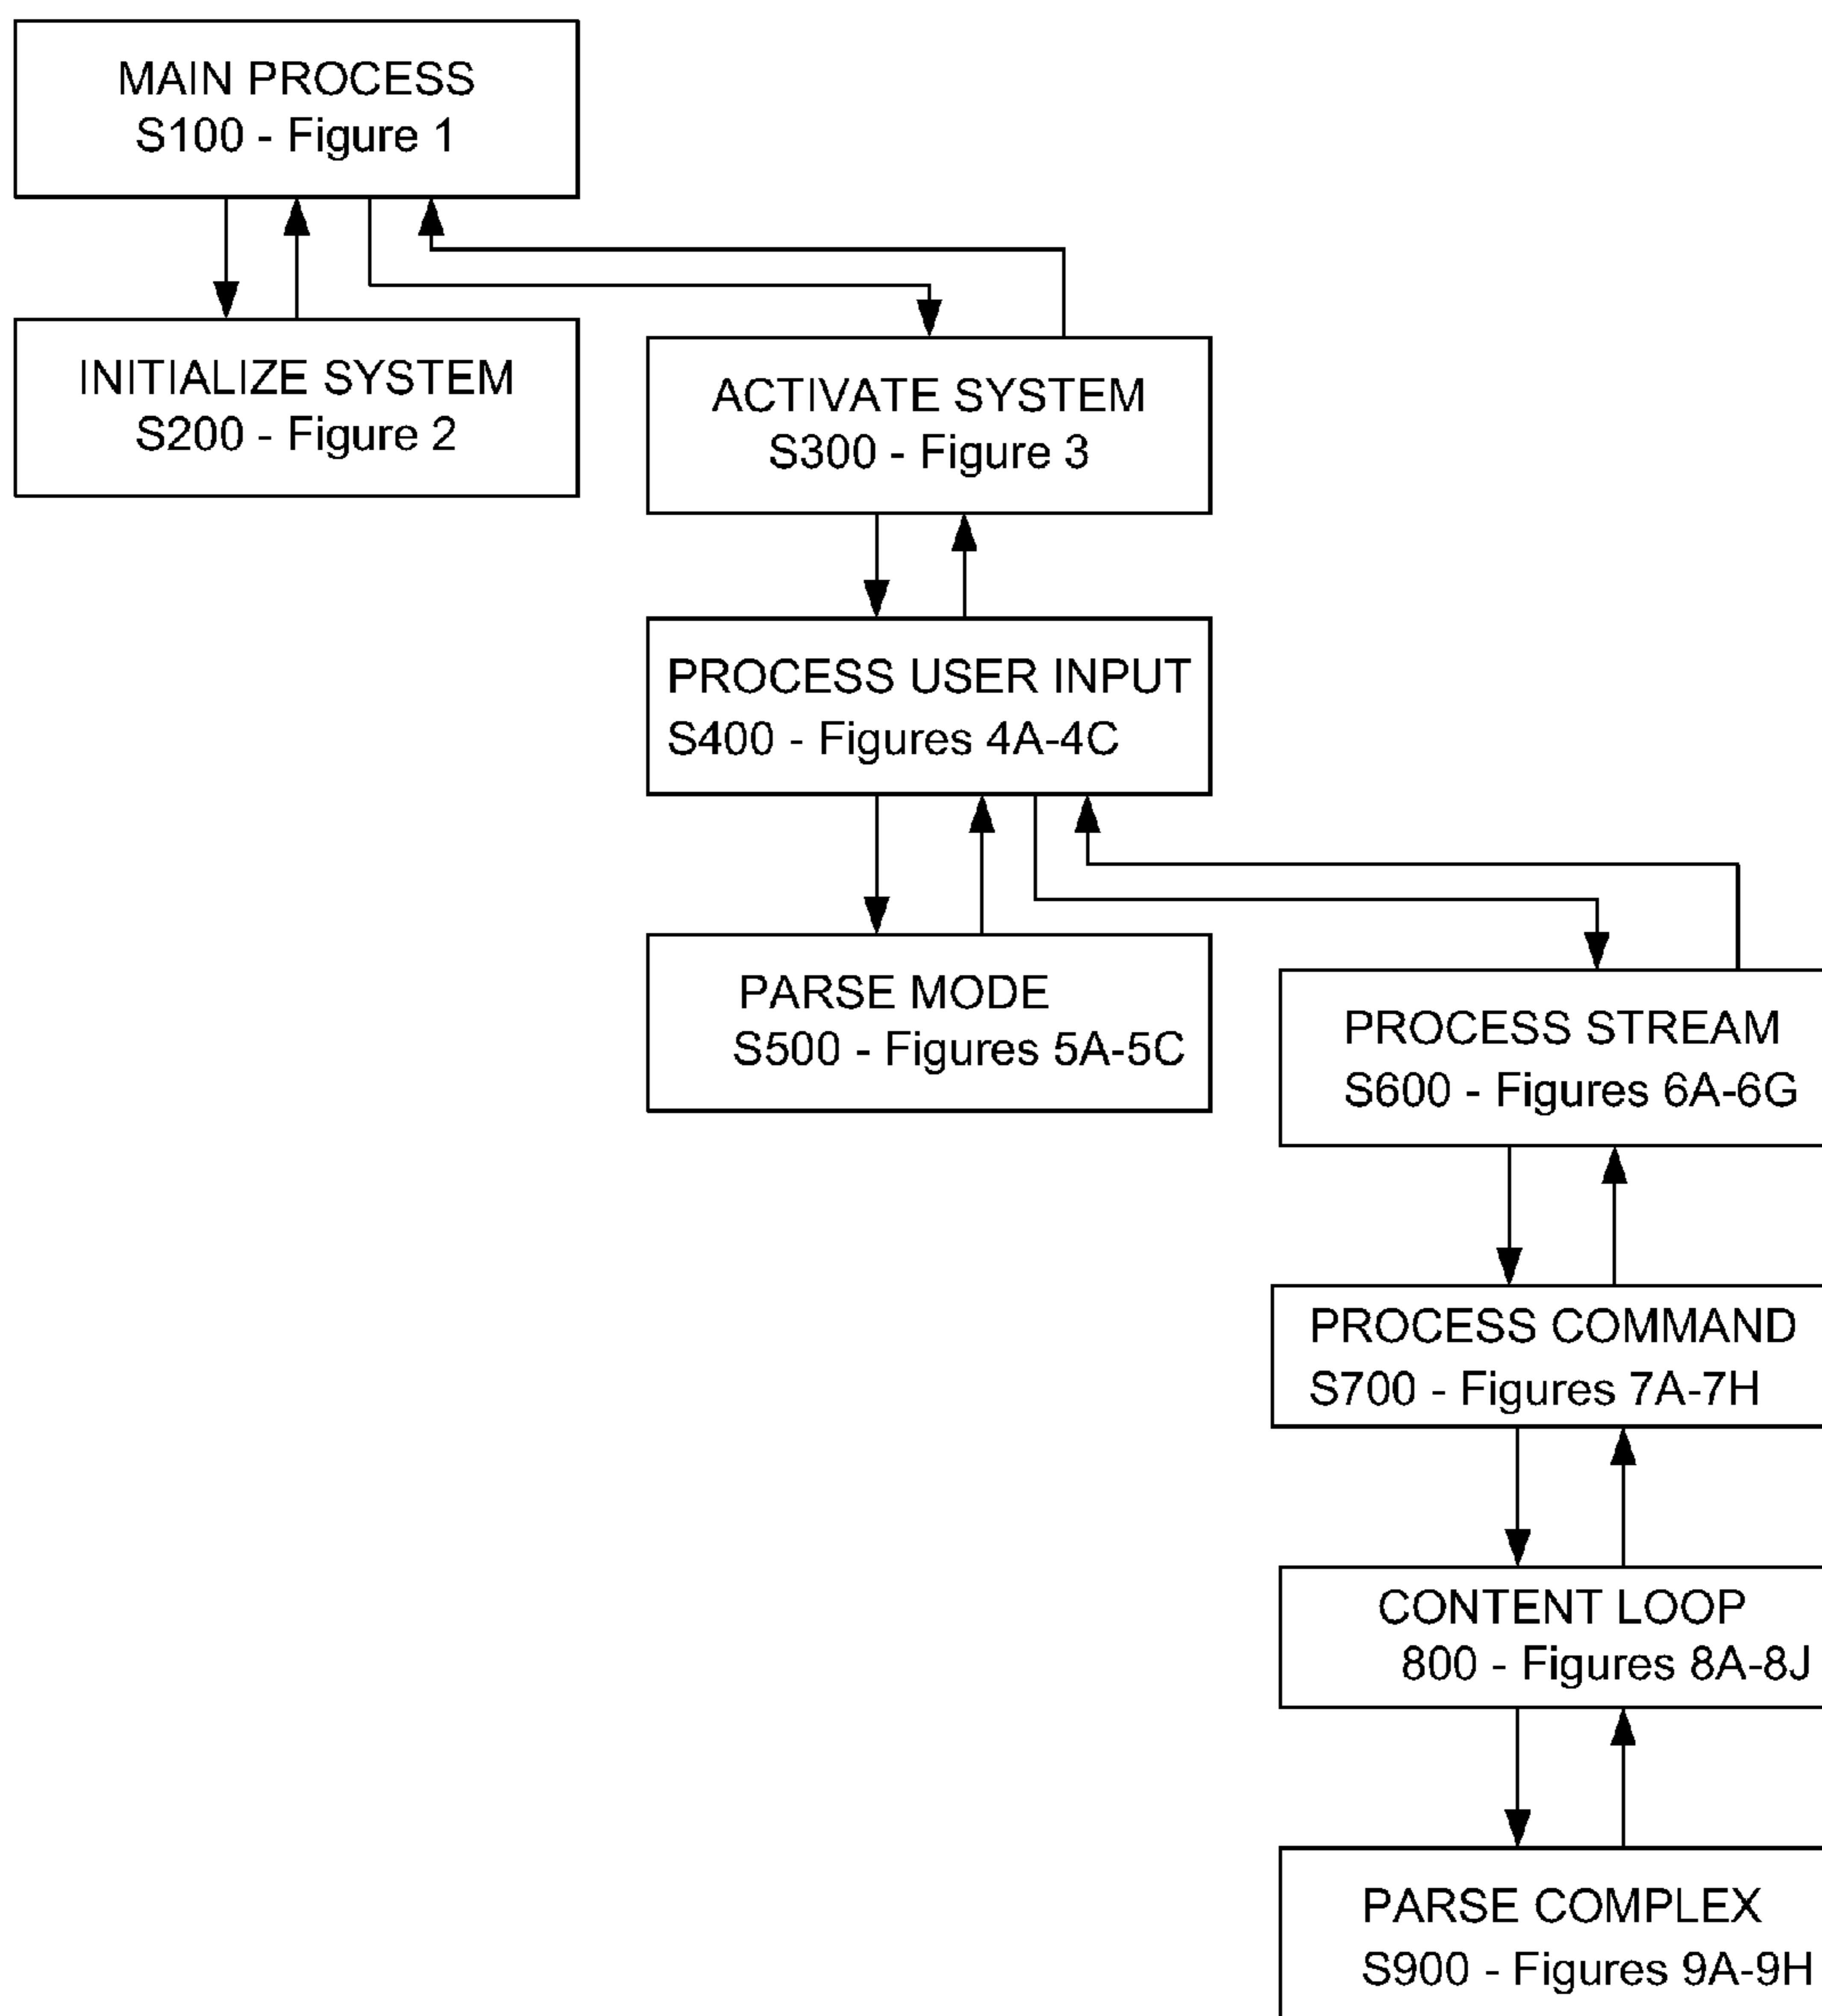 MAIN PROCESS
S100 - Figure 1
INITIALIZE SYSTEM
S200 - Figure 2
ACTIVATE SYSTEM
S300 - Figure 3
PROCESS USER INPUT
S400 - Figures 4A-4C
PARSE MODE
S500 - Figures 5A-5C
PROCESS STREAM
S600 - Figures 6A-6G
PROCESS COMMAND
S700 - Figures 7A-7H
CONTENT LOOP
800 - Figures 8A-8J
PARSE COMPLEX
S900 - Figures 9A-9H